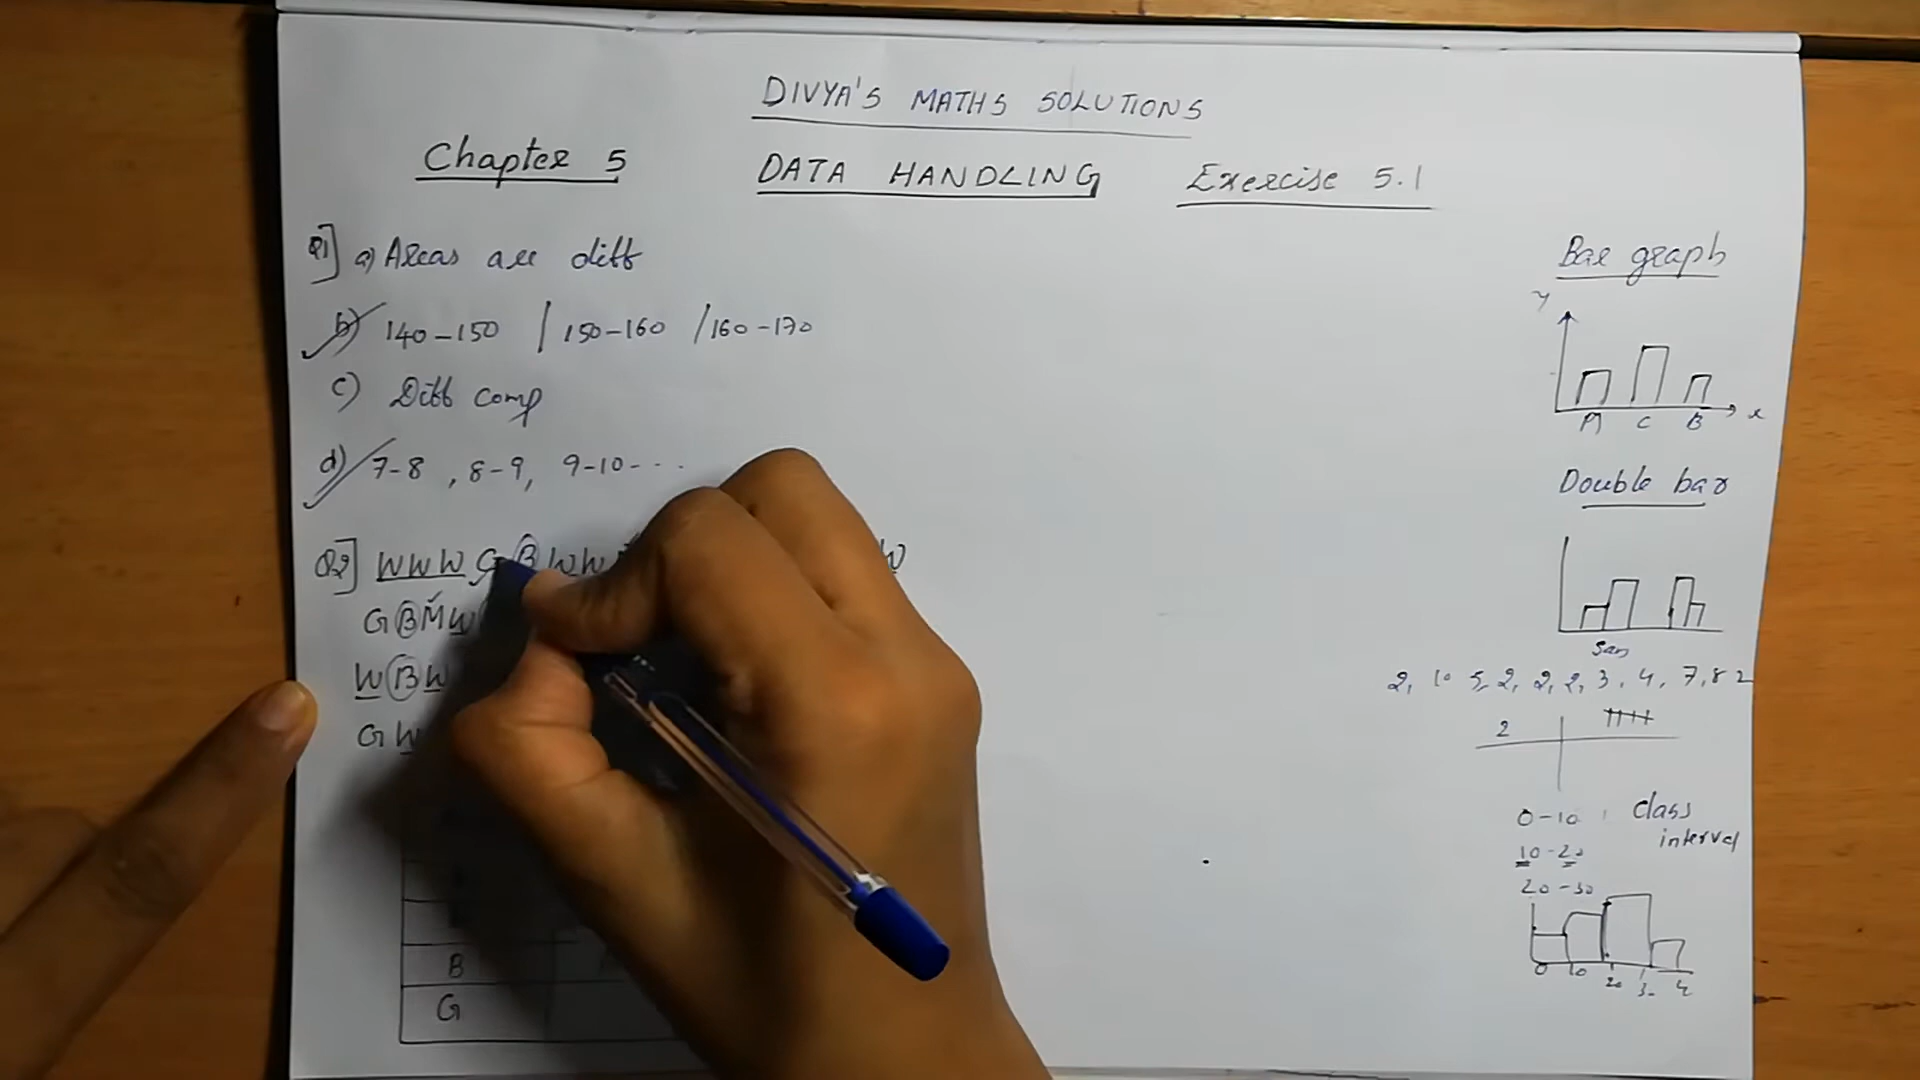 DIVYA'S MATHS SOLUTIONS
Chapter 5 DATA HANDLING Exercise 5.1
Q1] a) Areas are diff
b) 140-150 / 150-160 / 160-170
c) Diff comp
d) 7-8, 8-9, 9-10- - -
Q2] W W W G B W W W
G B M W
W B W
G W
B
G
Bar graph
y
x
C B
Double bar
San
2, 10 5, 2, 2, 2, 3, 4, 7, 8 2
2
0-10 Class
interval
10-20
20-30
0 10 20 3- 4